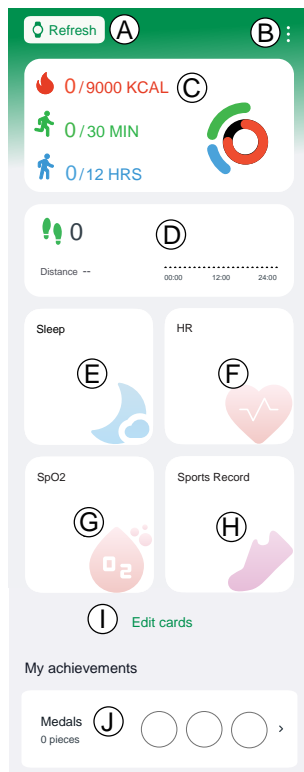 Refresh A B
0/9000 KCAL C
0/30 MIN
0/12 HRS
0 D
Distance --
00:00 12:00 24:00
Sleep HR
E F
SpO2 Sports Record
G H
O2
I Edit cards
My achievements
Medals J
0 pieces